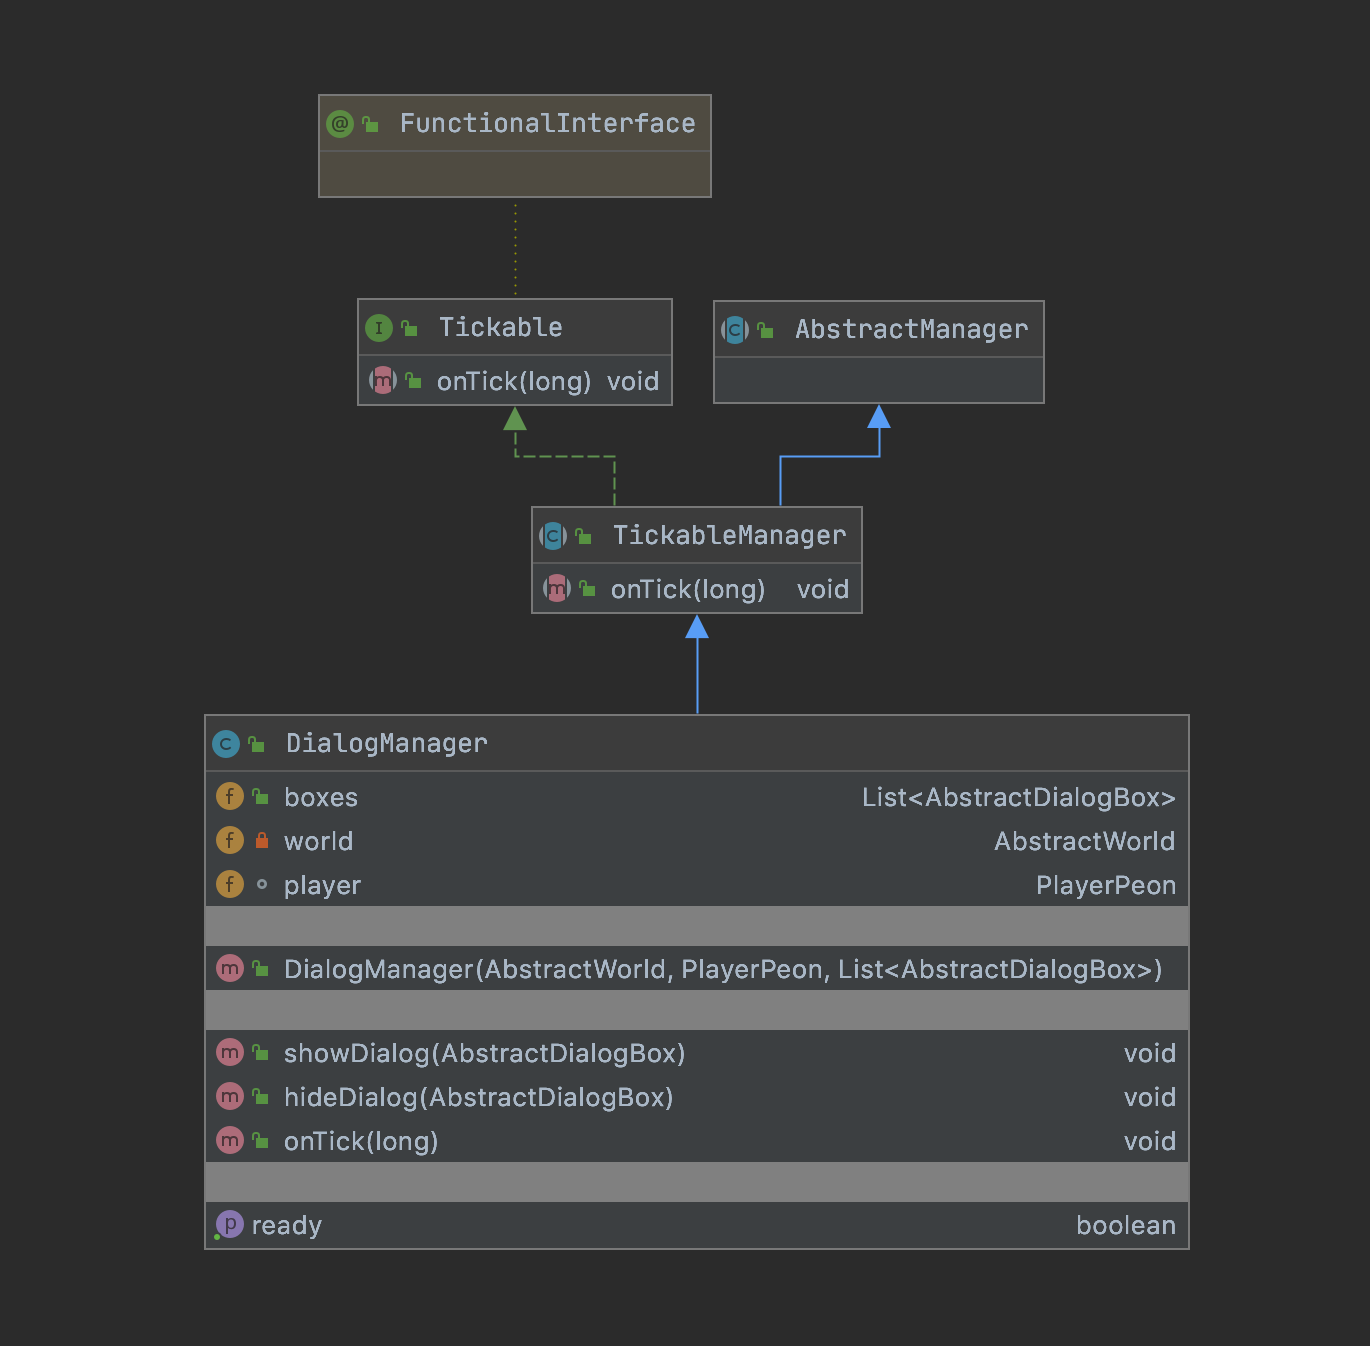 @ FunctionalInterface
I Tickable
m onTick(long) void
C AbstractManager
C TickableManager
m onTick(long) void
C DialogManager
f boxes List<AbstractDialogBox>
f world AbstractWorld
f player PlayerPeon
m DialogManager(AbstractWorld, PlayerPeon, List<AbstractDialogBox>)
m showDialog(AbstractDialogBox) void
m hideDialog(AbstractDialogBox) void
m onTick(long) void
p ready boolean